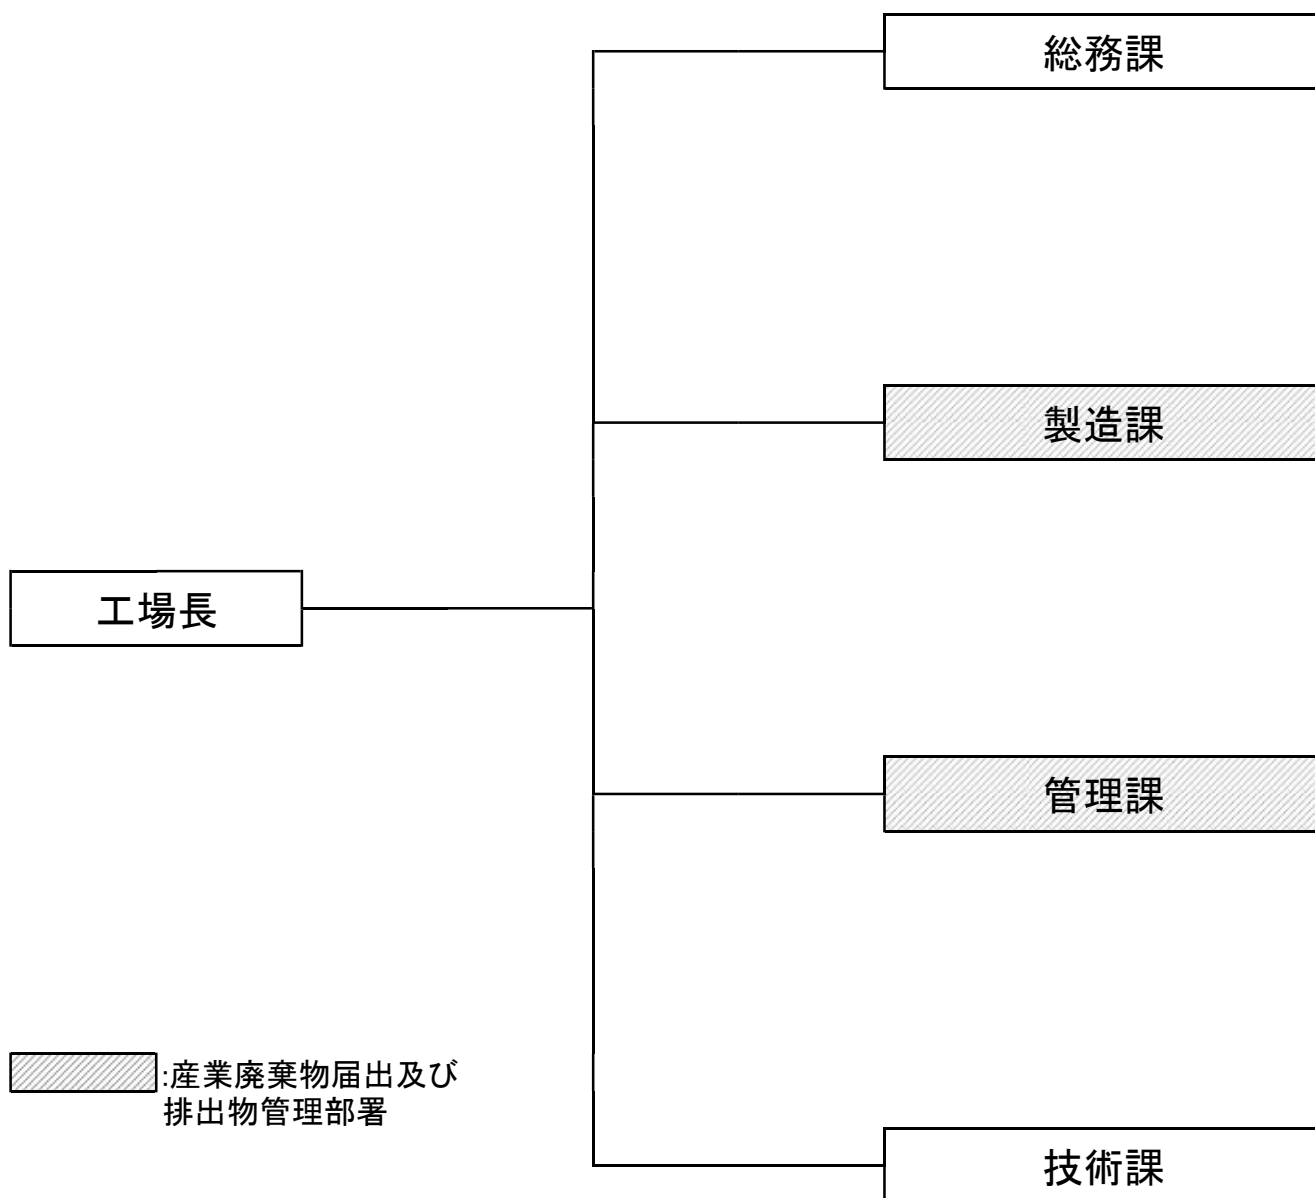 総務課
製造課
工場長
管理課
:産業廃棄物届出及び
排出物管理部署
技術課